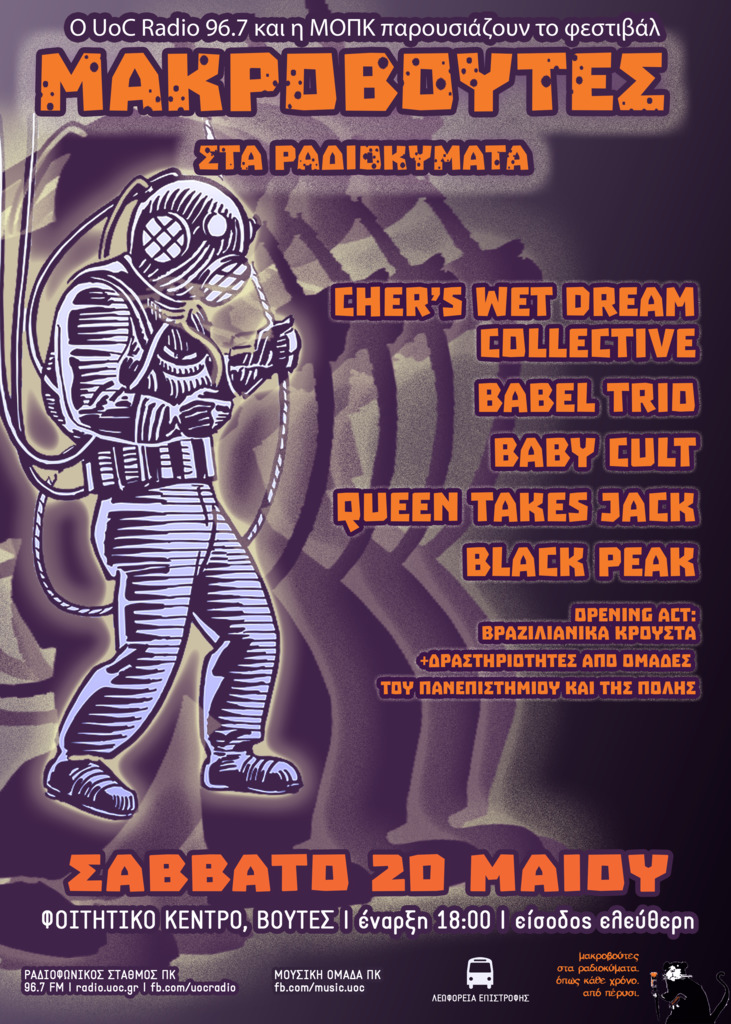 Ο UoC Radio 96.7 και η ΜΟΠΚ παρουσιάζουν το φεστιβάλ
ΜΑΚΡΟΒΟΥΤΕΣ
ΣΤΑ ΡΑΔΙΟΚΥΜΑΤΑ
CHER'S WET DREAM
COLLECTIVE
BABEL TRIO
BABY CULT
QUEEN TAKES JACK
BLACK PEAK
OPENING ACT:
ΒΡΑΖΙΛΙΑΝΙΚΑ ΚΡΟΥΣΤΑ
+ΔΡΑΣΤΗΡΙΟΤΗΤΕΣ ΑΠΟ ΟΜΑΔΕΣ
ΤΟΥ ΠΑΝΕΠΙΣΤΗΜΙΟΥ ΚΑΙ ΤΗΣ ΠΟΛΗΣ
ΣΑΒΒΑΤΟ 20 ΜΑΙΟΥ
ΦΟΙΤΗΤΙΚΟ ΚΕΝΤΡΟ, ΒΟΥΤΕΣ | έναρξη 18:00 | είσοδος ελεύθερη
ΡΑΔΙΟΦΩΝΙΚΟΣ ΣΤΑΘΜΟΣ ΠΚ
96.7 FM | radio.uoc.gr | fb.com/uocradio
ΜΟΥΣΙΚΗ ΟΜΑΔΑ ΠΚ
fb.com/music.uoc
ΛΕΩΦΟΡΕΙΑ ΕΠΙΣΤΡΟΦΗΣ
μακροβούτες
στα ραδιοκύματα.
όπως κάθε χρόνο.
από πέρυσι.